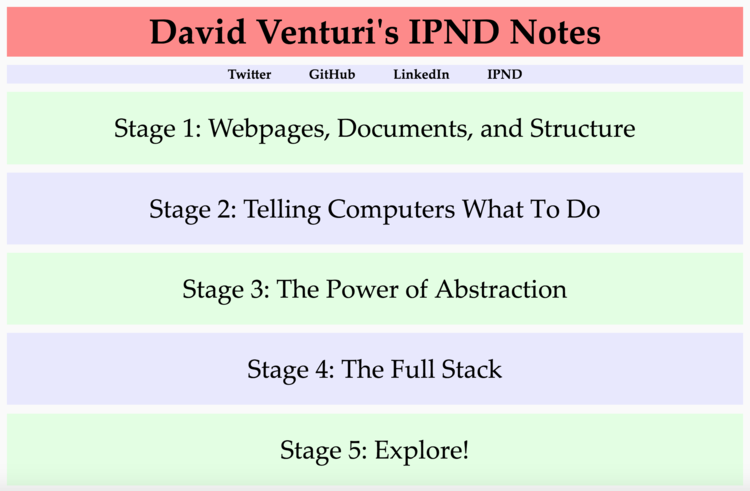 David Venturi's IPND Notes
Twitter GitHub LinkedIn IPND
Stage 1: Webpages, Documents, and Structure
Stage 2: Telling Computers What To Do
Stage 3: The Power of Abstraction
Stage 4: The Full Stack
Stage 5: Explore!